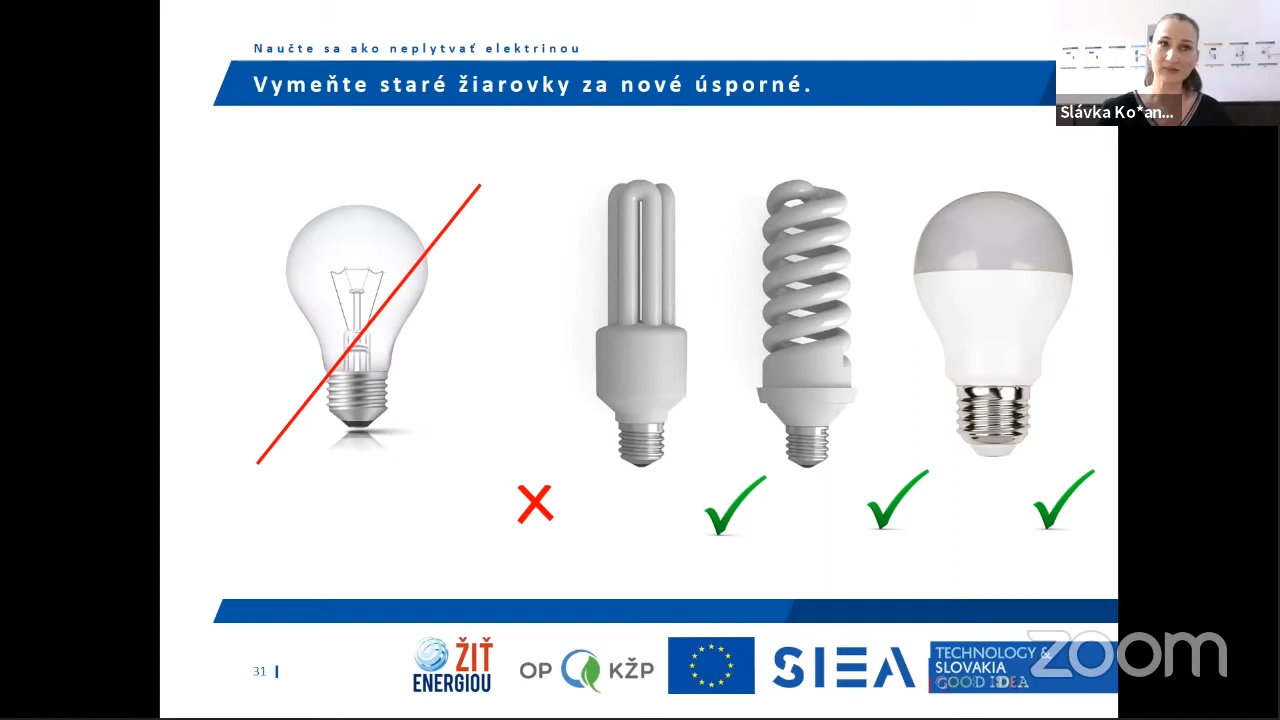 Naučte sa ako neplytvať elektrinou
Vymeňte staré žiarovky za nové úsporné.
Slávka Ko*an...
31
ŽIŤ
ENERGIOU
OP KŽP
SIEA
TECHNOLOGY &
SLOVAKIA
GOOD IDEA
zoom